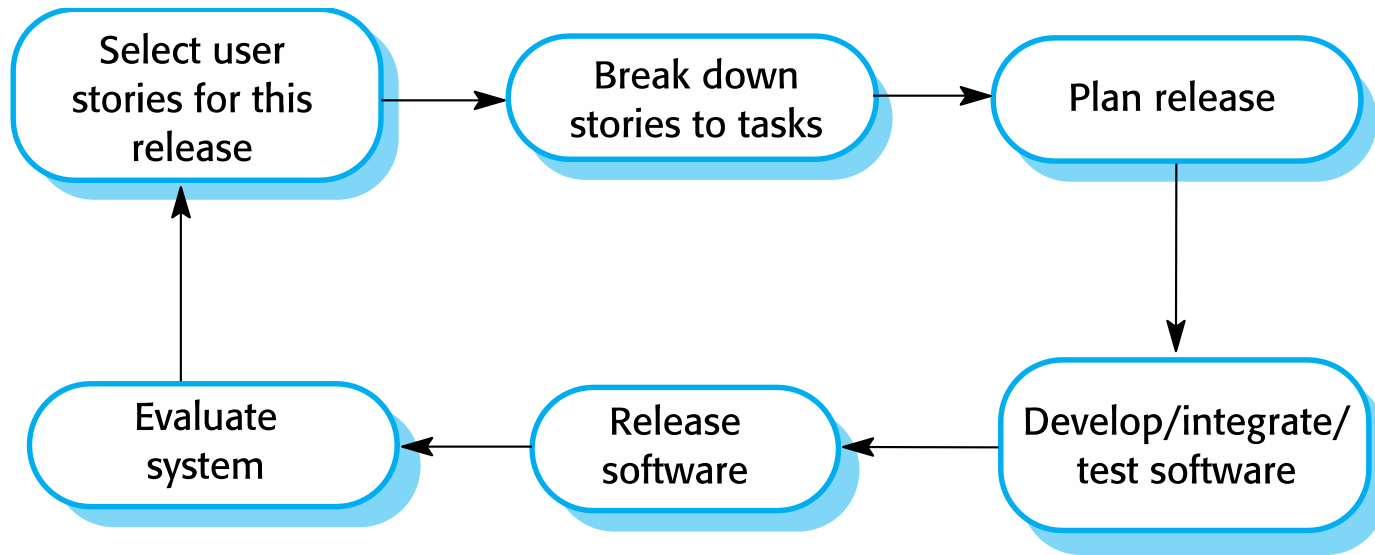 Select user
stories for this
release
Break down
stories to tasks
Plan release
Evaluate
system
Release
software
Develop/integrate/
test software